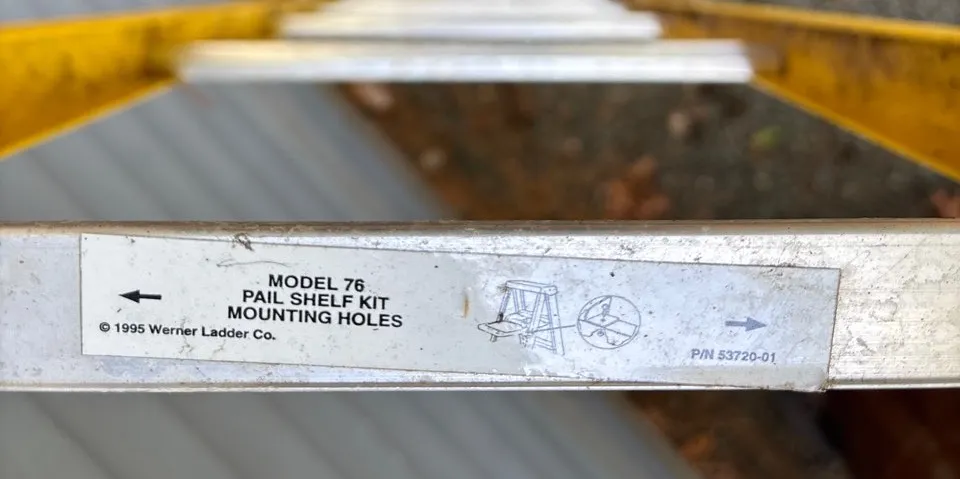 MODEL 76
PAIL SHELF KIT
MOUNTING HOLES
© 1995 Werner Ladder Co.
P/N 53720-01